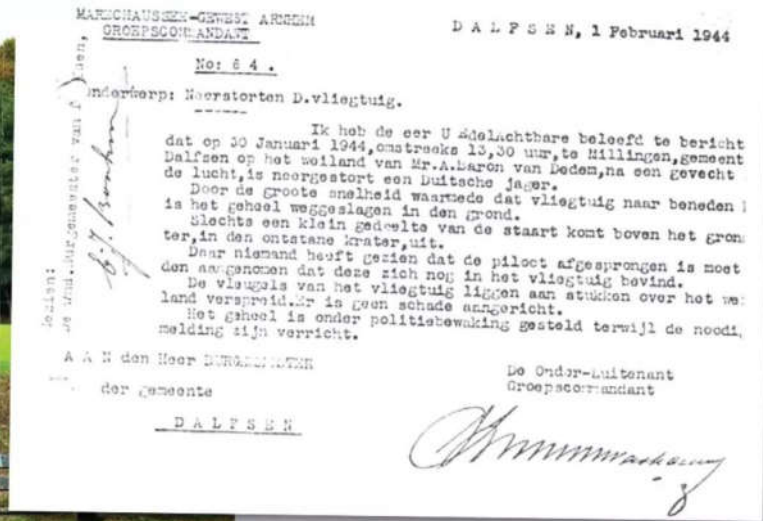 MARECHAUSSEE-GEWEST ARNHEM
GROEPSCOMMANDANT
DALFSEN, 1 Februari 1944
No: 64.
Onderwerp: Neerstorten D.vliegtuig.
Ik heb de eer U Edelachtbare beleefd te bericht
dat op 30 Januari 1944, omstreeks 13,30 uur, te Millingen, gemeent
Dalfsen op het weiland van Mr.A.Baron van Dedem, na een gevecht
de lucht, is neergestort een Duitsche jager.
Door de groote snelheid waarmede dat vliegtuig naar beneden
is het geheel weggeslagen in den grond.
Slechts een klein gedeelte van de staart komt boven het gron
ter, in den ontstane krater, uit.
Daar niemand heeft gezien dat de piloot afgesprongen is moet
den aangenomen dat deze zich nog in het vliegtuig bevind.
De vleugels van het vliegtuig liggen aan stukken over het we
land verspreid. Er is geen schade aangericht.
Het geheel is onder politiebewaking gesteld terwijl de noodi
melding zijn verricht.
AAN den Heer BURGEMEESTER
der gemeente
DALFSEN
De Onder-Luitenant
Groepscommandant
Gezien: